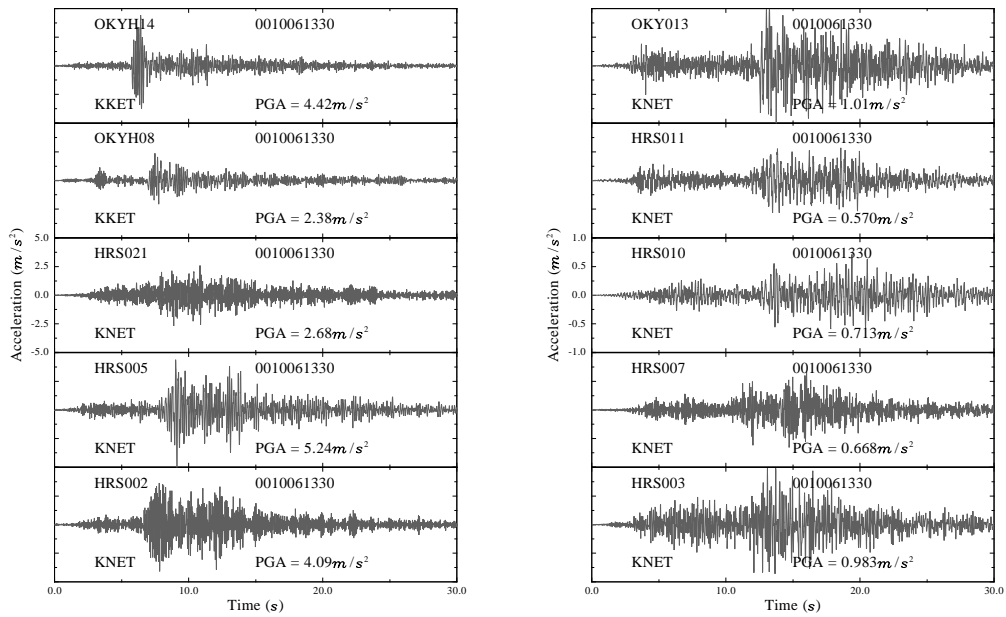 OKYH14 0010061330
KKET PGA = 4.42m/s²
OKYH08 0010061330
KKET PGA = 2.38m/s²
5.0
HRS021 0010061330
2.5
0.0
-2.5
KNET PGA = 2.68m/s²
-5.0
Acceleration (m/s²)
HRS005 0010061330
KNET PGA = 5.24m/s²
HRS002 0010061330
KNET PGA = 4.09m/s²
0.0 10.0 20.0 30.0
Time (s)
OKY013 0010061330
KNET PGA = 1.01m/s²
HRS011 0010061330
KNET PGA = 0.570m/s²
1.0
HRS010 0010061330
0.5
0.0
-0.5
KNET PGA = 0.713m/s²
-1.0
Acceleration (m/s²)
HRS007 0010061330
KNET PGA = 0.668m/s²
HRS003 0010061330
KNET PGA = 0.983m/s²
0.0 10.0 20.0 30.0
Time (s)